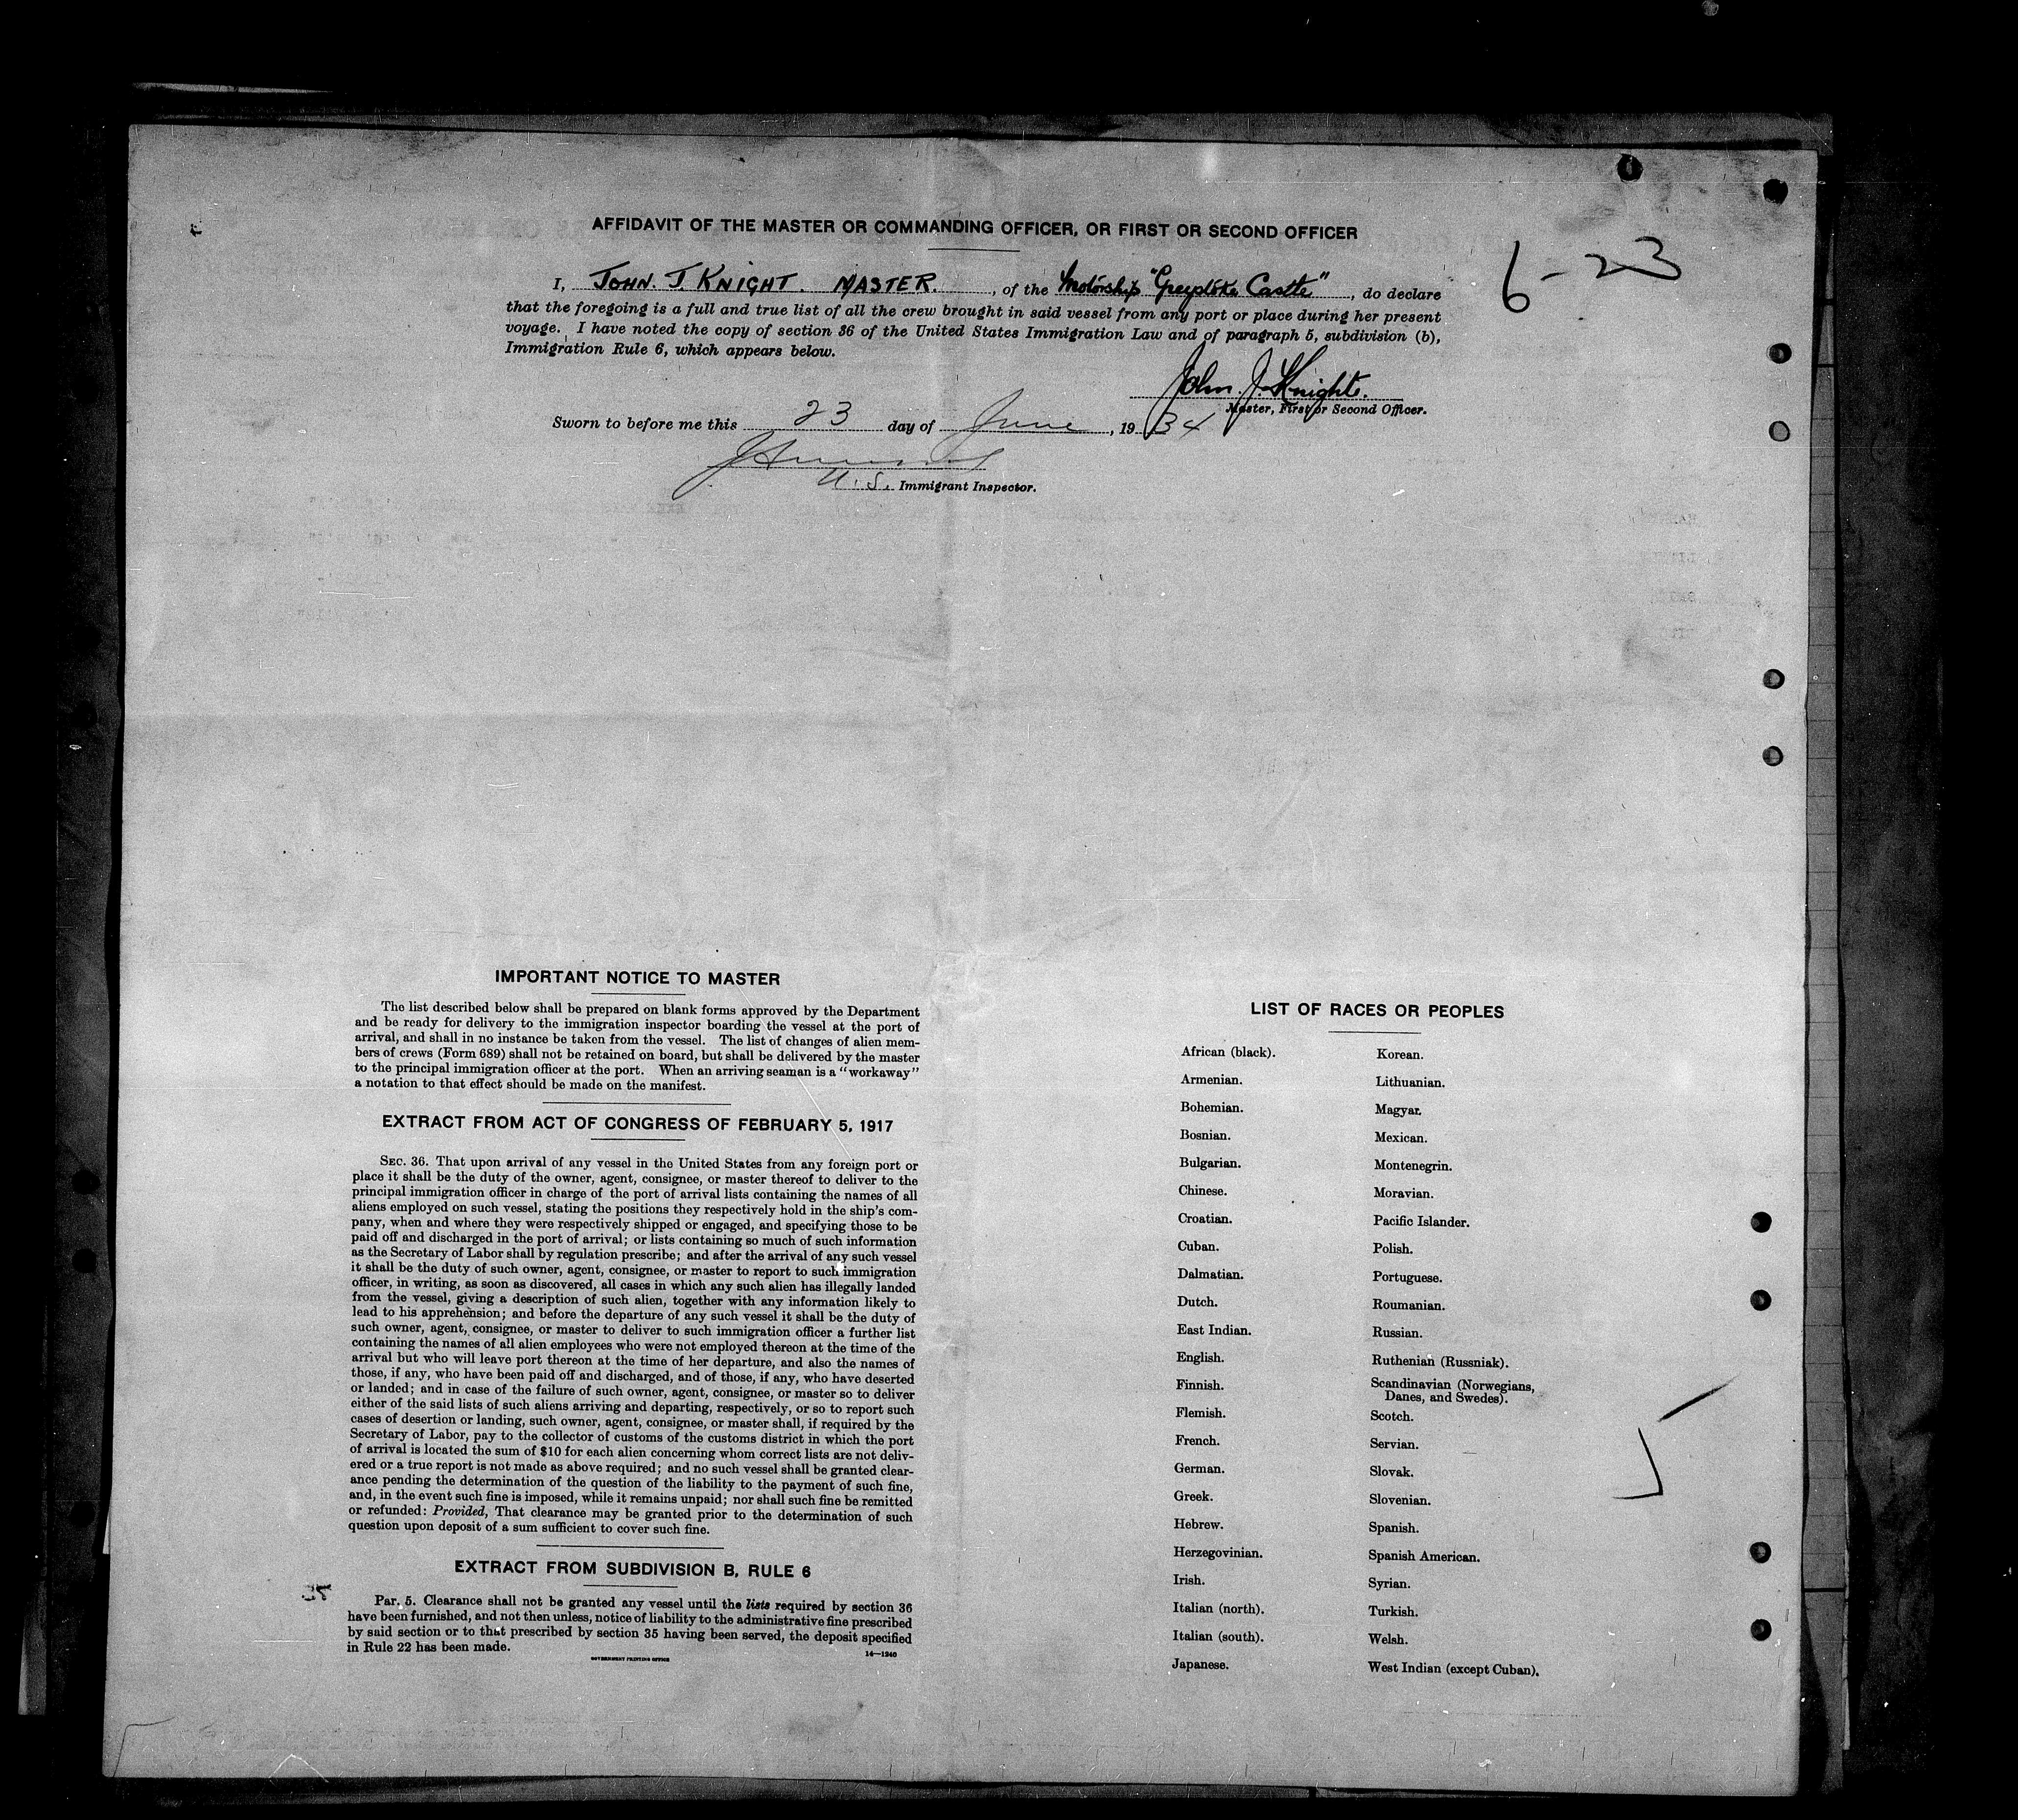 AFFIDAVIT OF THE MASTER OR COMMANDING OFFICER, OR FIRST OR SECOND OFFICER
6-23
I, JOHN. J. KNIGHT. MASTER. , of the Motorship "Greystoke Castle" , do declare
that the foregoing is a full and true list of all the crew brought in said vessel from any port or place during her present
voyage. I have noted the copy of section 36 of the United States Immigration Law and of paragraph 5, subdivision (b),
Immigration Rule 6, which appears below.
John. J. Knight.
Master, First or Second Officer.
Sworn to before me this 23 day of June , 19 34
U. S. Immigrant Inspector.
IMPORTANT NOTICE TO MASTER
The list described below shall be prepared on blank forms approved by the Department
and be ready for delivery to the immigration inspector boarding the vessel at the port of
arrival, and shall in no instance be taken from the vessel. The list of changes of alien mem-
bers of crews (Form 689) shall not be retained on board, but shall be delivered by the master
to the principal immigration officer at the port. When an arriving seaman is a "workaway"
a notation to that effect should be made on the manifest.
EXTRACT FROM ACT OF CONGRESS OF FEBRUARY 5, 1917
SEC. 36. That upon arrival of any vessel in the United States from any foreign port or
place it shall be the duty of the owner, agent, consignee, or master thereof to deliver to the
principal immigration officer in charge of the port of arrival lists containing the names of all
aliens employed on such vessel, stating the positions they respectively hold in the ship's com-
pany, when and where they were respectively shipped or engaged, and specifying those to be
paid off and discharged in the port of arrival; or lists containing so much of such information
as the Secretary of Labor shall by regulation prescribe; and after the arrival of any such vessel
it shall be the duty of such owner, agent, consignee, or master to report to such immigration
officer, in writing, as soon as discovered, all cases in which any such alien has illegally landed
from the vessel, giving a description of such alien, together with any information likely to
lead to his apprehension; and before the departure of any such vessel it shall be the duty of
such owner, agent, consignee, or master to deliver to such immigration officer a further list
containing the names of all alien employees who were not employed thereon at the time of the
arrival but who will leave port thereon at the time of her departure, and also the names of
those, if any, who have been paid off and discharged, and of those, if any, who have deserted
or landed; and in case of the failure of such owner, agent, consignee, or master so to deliver
either of the said lists of such aliens arriving and departing, respectively, or so to report such
cases of desertion or landing, such owner, agent, consignee, or master shall, if required by the
Secretary of Labor, pay to the collector of customs of the customs district in which the port
of arrival is located the sum of $10 for each alien concerning whom correct lists are not deliv-
ered or a true report is not made as above required; and no such vessel shall be granted clear-
ance pending the determination of the question of the liability to the payment of such fine,
and, in the event such fine is imposed, while it remains unpaid; nor shall such fine be remitted
or refunded: Provided, That clearance may be granted prior to the determination of such
question upon deposit of a sum sufficient to cover such fine.
EXTRACT FROM SUBDIVISION B, RULE 6
Par. 5. Clearance shall not be granted any vessel until the lists required by section 36
have been furnished, and not then unless, notice of liability to the administrative fine prescribed
by said section or to that prescribed by section 35 having been served, the deposit specified
in Rule 22 has been made.
GOVERNMENT PRINTING OFFICE
14—1240
LIST OF RACES OR PEOPLES
African (black).
Armenian.
Bohemian.
Bosnian.
Bulgarian.
Chinese.
Croatian.
Cuban.
Dalmatian.
Dutch.
East Indian.
English.
Finnish.
Flemish.
French.
German.
Greek.
Hebrew.
Herzegovinian.
Irish.
Italian (north).
Italian (south).
Japanese.
Korean.
Lithuanian.
Magyar.
Mexican.
Montenegrin.
Moravian.
Pacific Islander.
Polish.
Portuguese.
Roumanian.
Russian.
Ruthenian (Russniak).
Scandinavian (Norwegians,
Danes, and Swedes).
Scotch.
Servian.
Slovak.
Slovenian.
Spanish.
Spanish American.
Syrian.
Turkish.
Welsh.
West Indian (except Cuban).